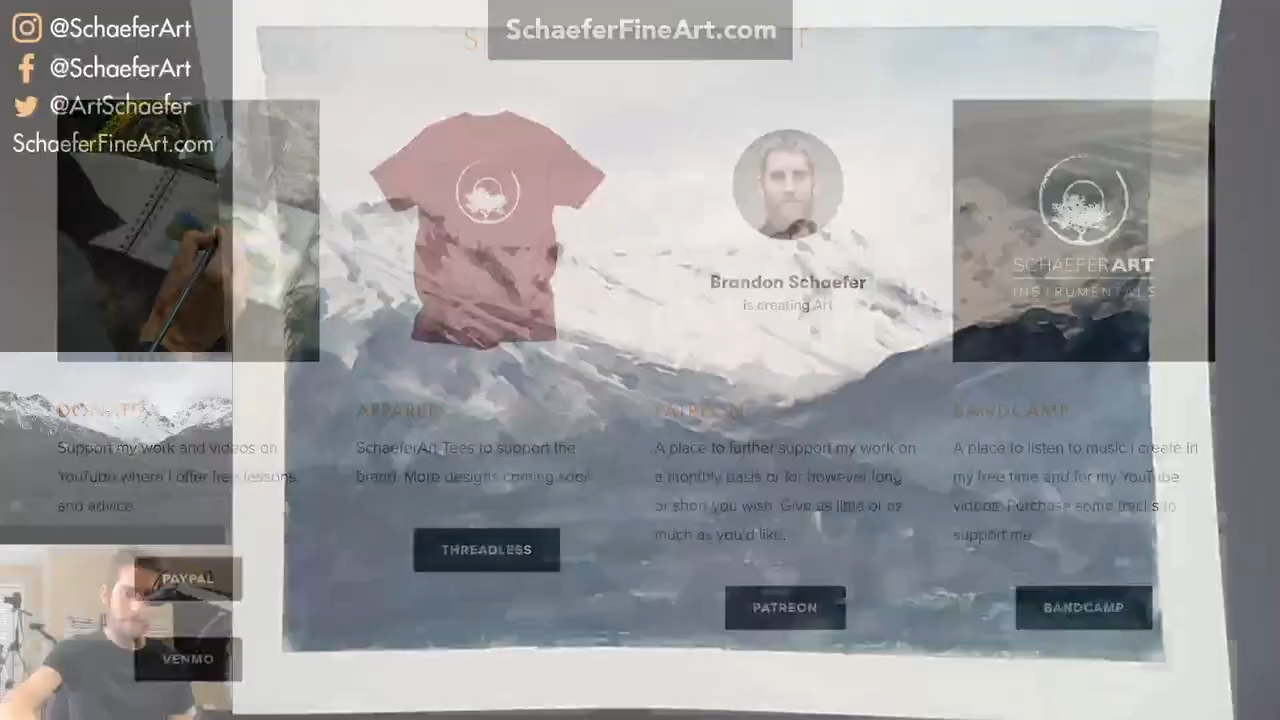 @SchaeferArt
@SchaeferArt
@ArtSchaefer
SchaeferFineArt.com
SchaeferFineArt.com
Brandon Schaefer
is creating Art
SCHAEFERART
INSTRUMENTALS
DONATE
Support my work and videos on
YouTube where I offer free lessons
and advice.
PAYPAL
VENMO
APPAREL
SchaeferArt Tees to support the
brand. More designs coming soon
THREADLESS
PATREON
A place to further support my work on
a monthly basis or for however long
or short you wish. Give as little or as
much as you'd like.
PATREON
BANDCAMP
A place to listen to music I create in
my free time and for my YouTube
videos. Purchase some tracks to
support me
BANDCAMP